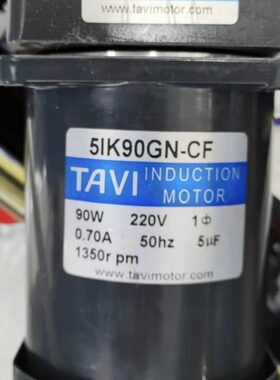 www.tavimotor.com
5IK90GN-CF
TAVI INDUCTION MOTOR
90W 220V 1Φ
0.70A 50hz 5μF
1350r pm
www.tavimotor.com